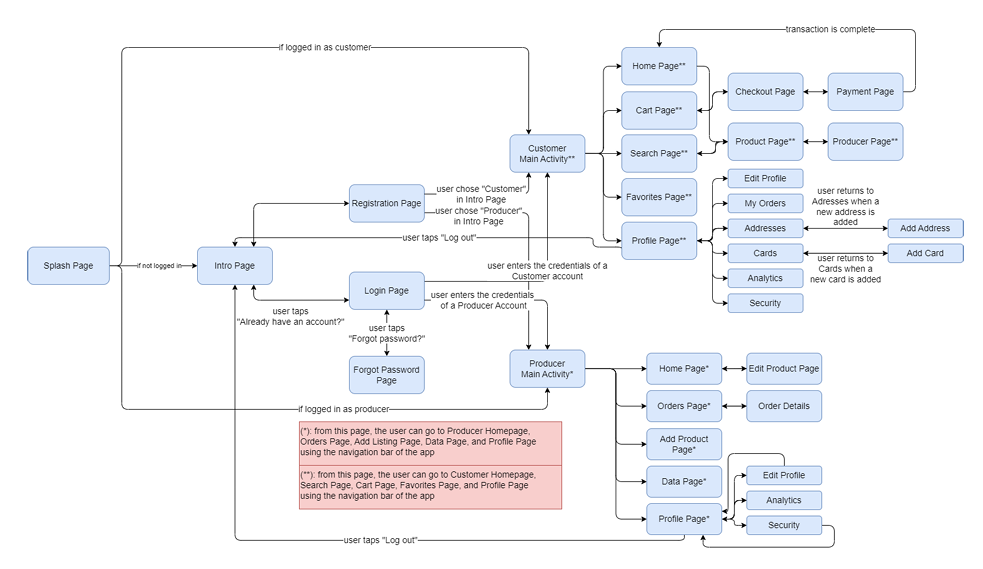 transaction is complete
if logged in as customer
Home Page**
Checkout Page
Payment Page
Cart Page**
Customer
Main Activity**
Search Page**
Product Page**
Producer Page**
Edit Profile
Registration Page
user chose "Customer"
in Intro Page
user chose "Producer"
in Intro Page
Favorites Page**
My Orders
user returns to
Adresses when a
new address is
added
Addresses
Add Address
user taps "Log out"
Profile Page**
Cards
Add Card
Splash Page
if not logged in
Intro Page
user enters the credentials of a
Customer account
user returns to
Cards when a
new card is added
Analytics
Login Page
user enters the credentials
of a Producer Account
Security
user taps
"Already have an account?"
user taps
"Forgot password?"
Forgot Password
Page
Producer
Main Activity*
Home Page*
Edit Product Page
if logged in as producer
Orders Page*
Order Details
(*): from this page, the user can go to Producer Homepage,
Orders Page, Add Listing Page, Data Page, and Profile Page
using the navigation bar of the app
Add Product
Page*
(**): from this page, the user can go to Customer Homepage,
Search Page, Cart Page, Favorites Page, and Profile Page
using the navigation bar of the app
Data Page*
Edit Profile
Analytics
Profile Page*
Security
user taps "Log out"